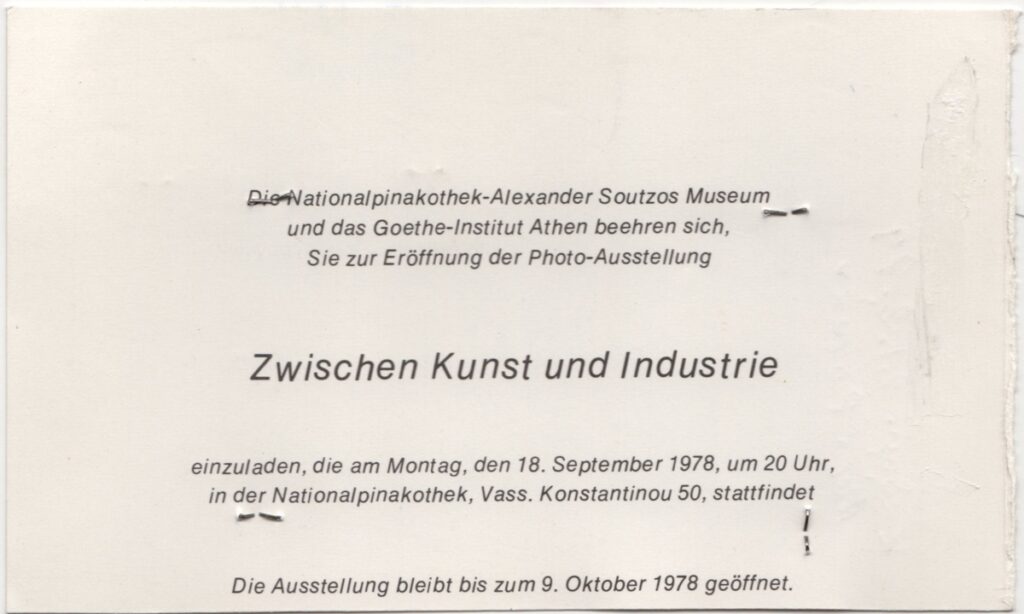 Die Nationalpinakothek-Alexander Soutzos Museum
und das Goethe-Institut Athen beehren sich,
Sie zur Eröffnung der Photo-Ausstellung
Zwischen Kunst und Industrie
einzuladen, die am Montag, den 18. September 1978, um 20 Uhr,
in der Nationalpinakothek, Vass. Konstantinou 50, stattfindet
Die Ausstellung bleibt bis zum 9. Oktober 1978 geöffnet.